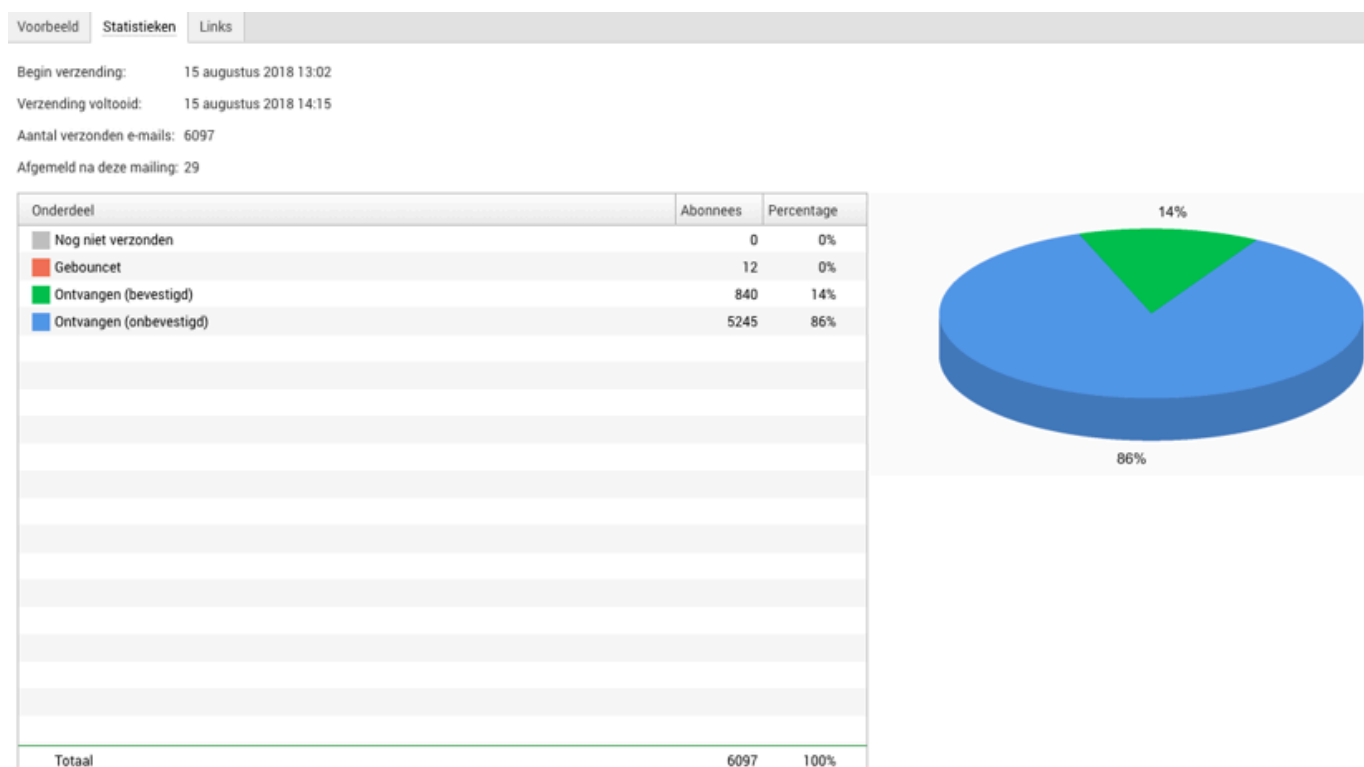 Voorbeeld Statistieken Links
Begin verzending: 15 augustus 2018 13:02
Verzending voltooid: 15 augustus 2018 14:15
Aantal verzonden e-mails: 6097
Afgemeld na deze mailing: 29
Onderdeel Abonnees Percentage
Nog niet verzonden 0 0%
Gebouncet 12 0%
Ontvangen (bevestigd) 840 14%
Ontvangen (onbevestigd) 5245 86%
Totaal 6097 100%
14%
86%